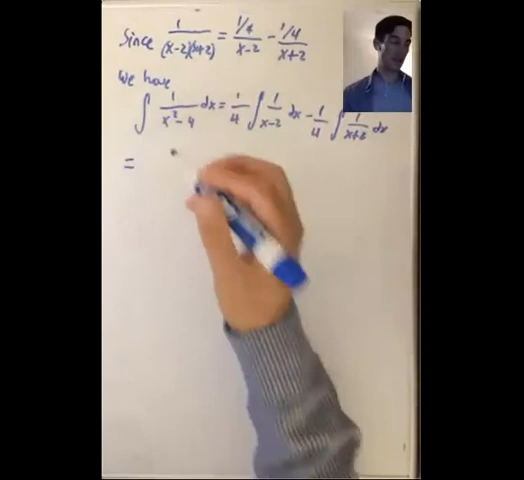 Since 1/((x-2)(x+2)) = (1/4)/(x-2) - (1/4)/(x+2)
We have
∫ 1/(x²-4) dx = 1/4 ∫ 1/(x-2) dx - 1/4 ∫ 1/(x+2) dx
=